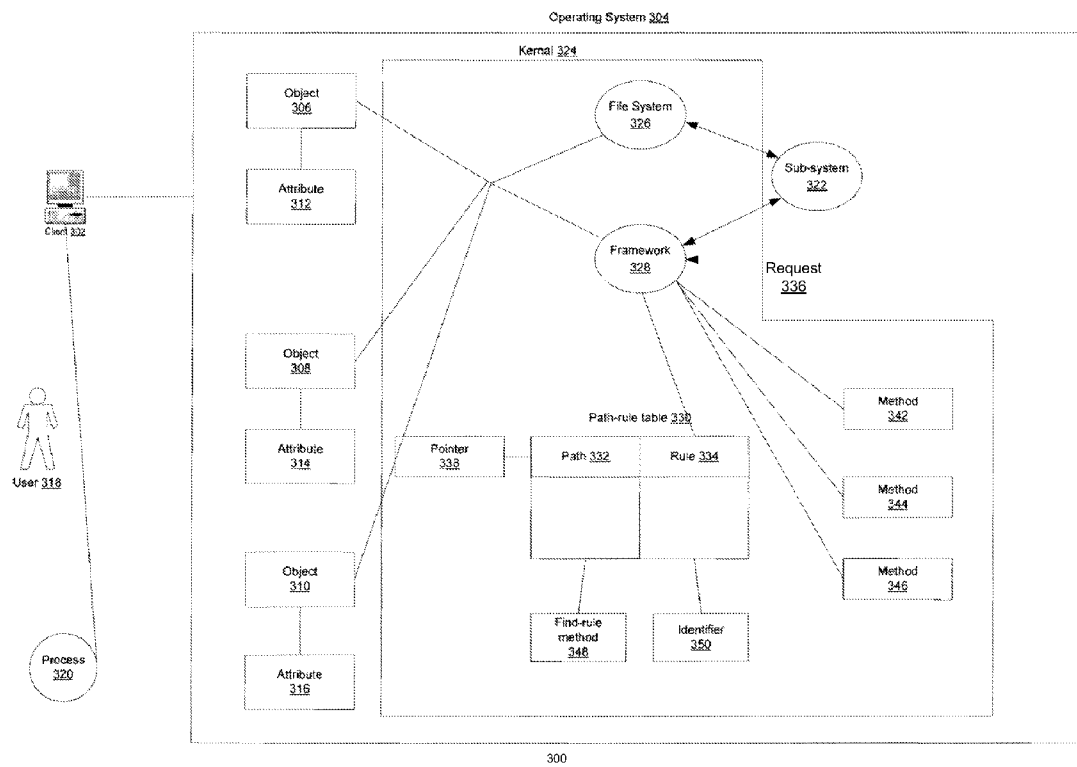 Operating System 304
Kernal 324
Object
306
File System
326
Sub-system
322
Attribute
312
Client 302
Framework
328
Request
336
Object
308
Path-rule table 330
Method
342
Attribute
314
Pointer
338
Path 332
Rule 334
User 318
Method
344
Object
310
Method
346
Find-rule
method
348
Identifier
350
Process
320
Attribute
316
300